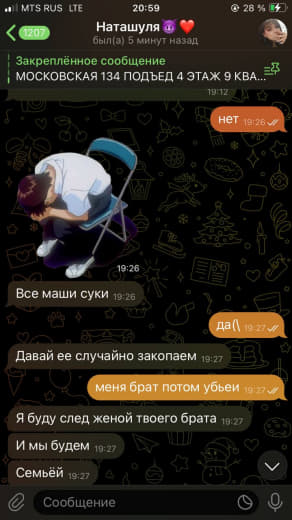 MTS RUS LTE 20:59 28 %
1207 Наташуля😈❤️
был(а) 5 минут назад
Закреплённое сообщение
МОСКОВСКАЯ 134 ПОДЪЕД 4 ЭТАЖ 9 КВА...
19:12
нет 19:26
19:26
Все маши суки 19:26
да(\ 19:27
Давай ее случайно закопаем 19:27
меня брат потом убьеи 19:27
Я буду след женой твоего брата 19:27
И мы будем 19:27
Семьёй 19:27
Сообщение